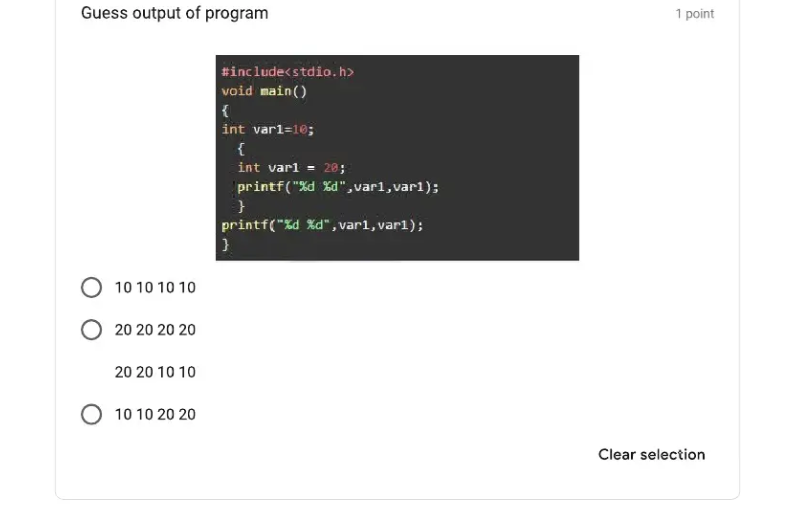 Guess output of program
1 point
#include<stdio.h>
void main()
{
int var1=10;
{
int var1 = 20;
printf("%d %d",var1,var1);
}
printf("%d %d",var1,var1);
}
10 10 10 10
20 20 20 20
20 20 10 10
10 10 20 20
Clear selection